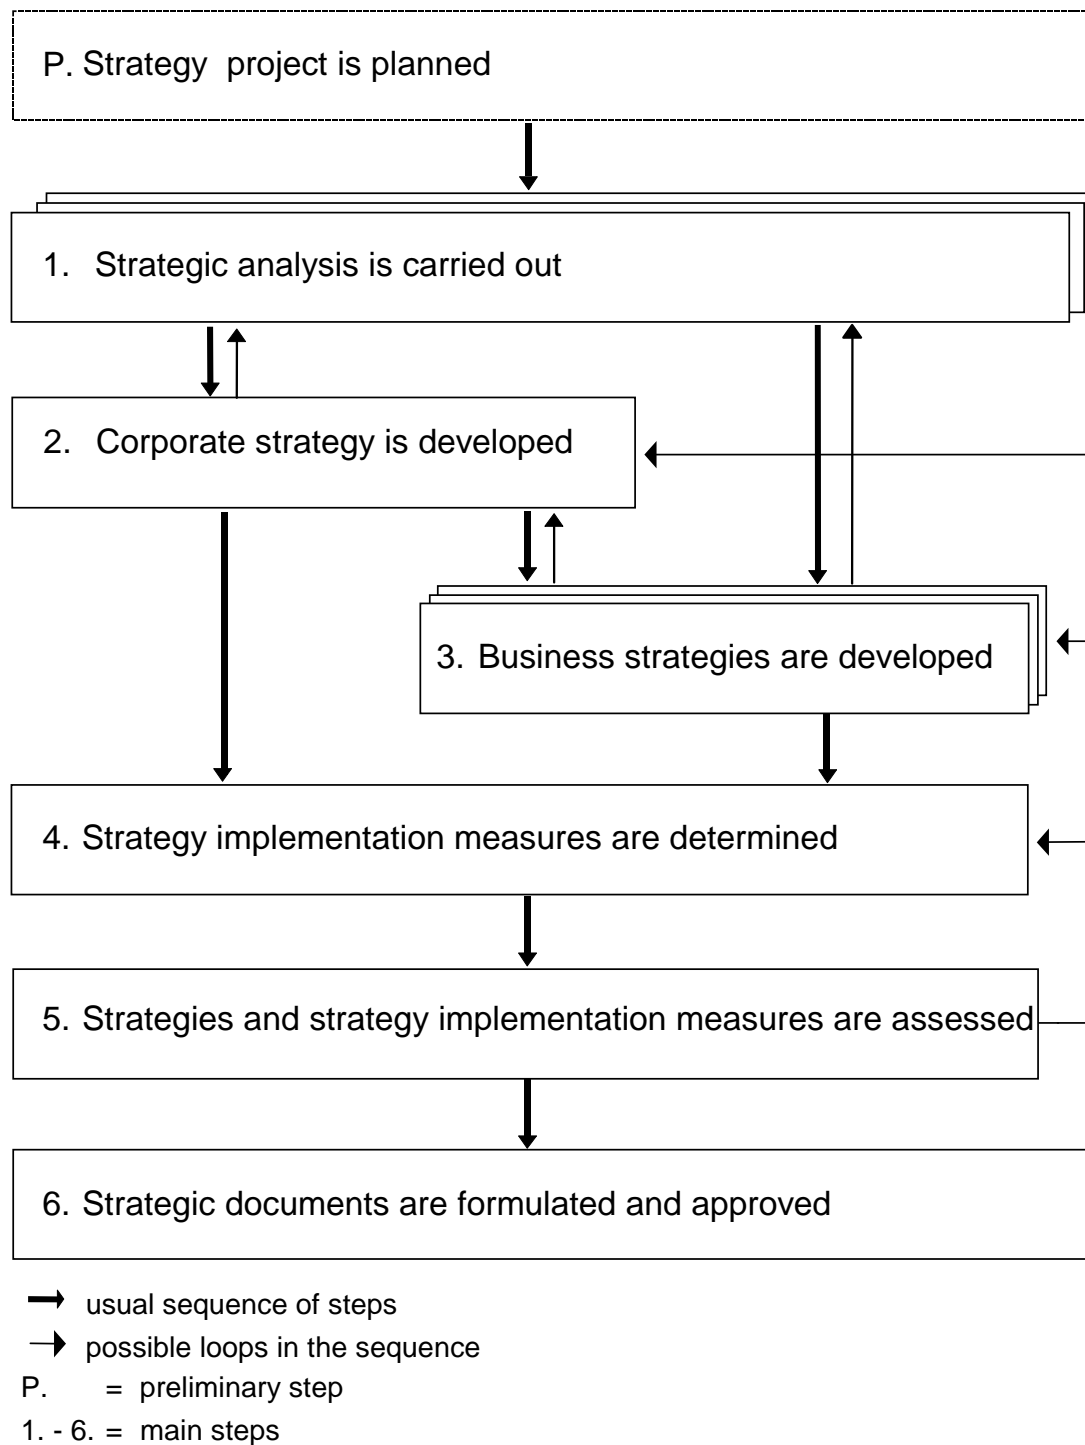 P. Strategy project is planned
1. Strategic analysis is carried out
2. Corporate strategy is developed
3. Business strategies are developed
4. Strategy implementation measures are determined
5. Strategies and strategy implementation measures are assessed
6. Strategic documents are formulated and approved
usual sequence of steps
possible loops in the sequence
P. = preliminary step
1. - 6. = main steps